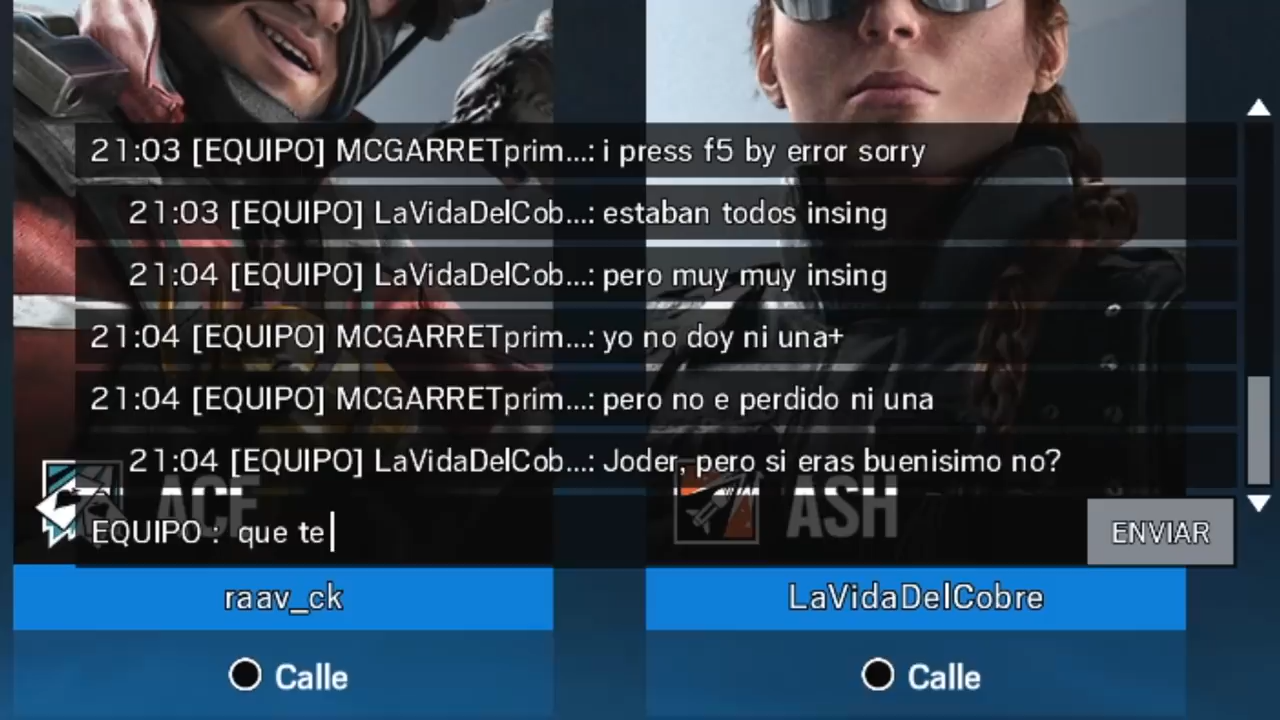 21:03 [EQUIPO] MCGARRETprim...: i press f5 by error sorry
21:03 [EQUIPO] LaVidaDelCob...: estaban todos insing
21:04 [EQUIPO] LaVidaDelCob...: pero muy muy insing
21:04 [EQUIPO] MCGARRETprim...: yo no doy ni una+
21:04 [EQUIPO] MCGARRETprim...: pero no e perdido ni una
21:04 [EQUIPO] LaVidaDelCob...: Joder, pero si eras buenisimo no?
ACE ASH
EQUIPO : que te
ENVIAR
raav_ck LaVidaDelCobre
Calle Calle